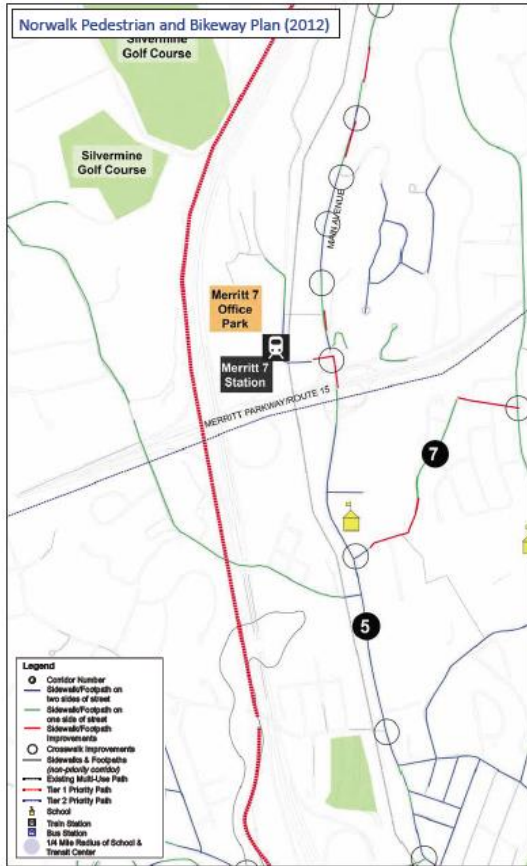 Norwalk Pedestrian and Bikeway Plan (2012)
Silvermine
Golf Course
Silvermine
Golf Course
MAIN AVENUE
Merritt 7
Office
Park
Merritt 7
Station
MERRITT PARKWAY/ROUTE 15
7
5
Legend
Corridor Number
Sidewalk/Footpath on
two sides of street
Sidewalk/Footpath on
one side of street
Sidewalk/Footpath
Improvements
Crosswalk Improvements
Sidewalks & Footpaths
(non-priority corridor)
Existing Multi-Use Path
Tier 1 Priority Path
Tier 2 Priority Path
School
Train Station
Bus Station
1/4 Mile Radius of School &
Transit Center